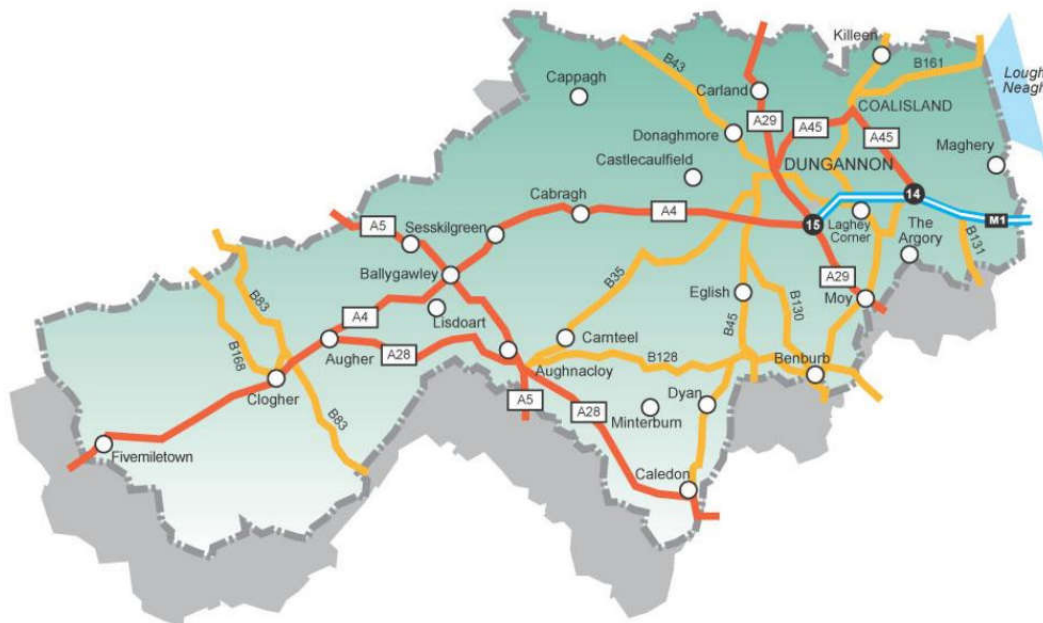 Killeen
B161
B43
Lough
Neagh
Cappagh
Carland
COALISLAND
A29
A45
A45
Donaghmore
Maghery
DUNGANNON
Castlecaulfield
Cabragh
14
A4
A5
Sesskilgreen
15
Laghey
Corner
The
Argory
M1
B131
Ballygawley
B35
A29
Eglish
B130
Moy
B83
A4
Lisdoart
B45
B168
Augher
A28
Carnteel
B128
Benburb
Aughnacloy
Clogher
A5
A28
Dyan
Minterburn
B83
Fivemiletown
Caledon